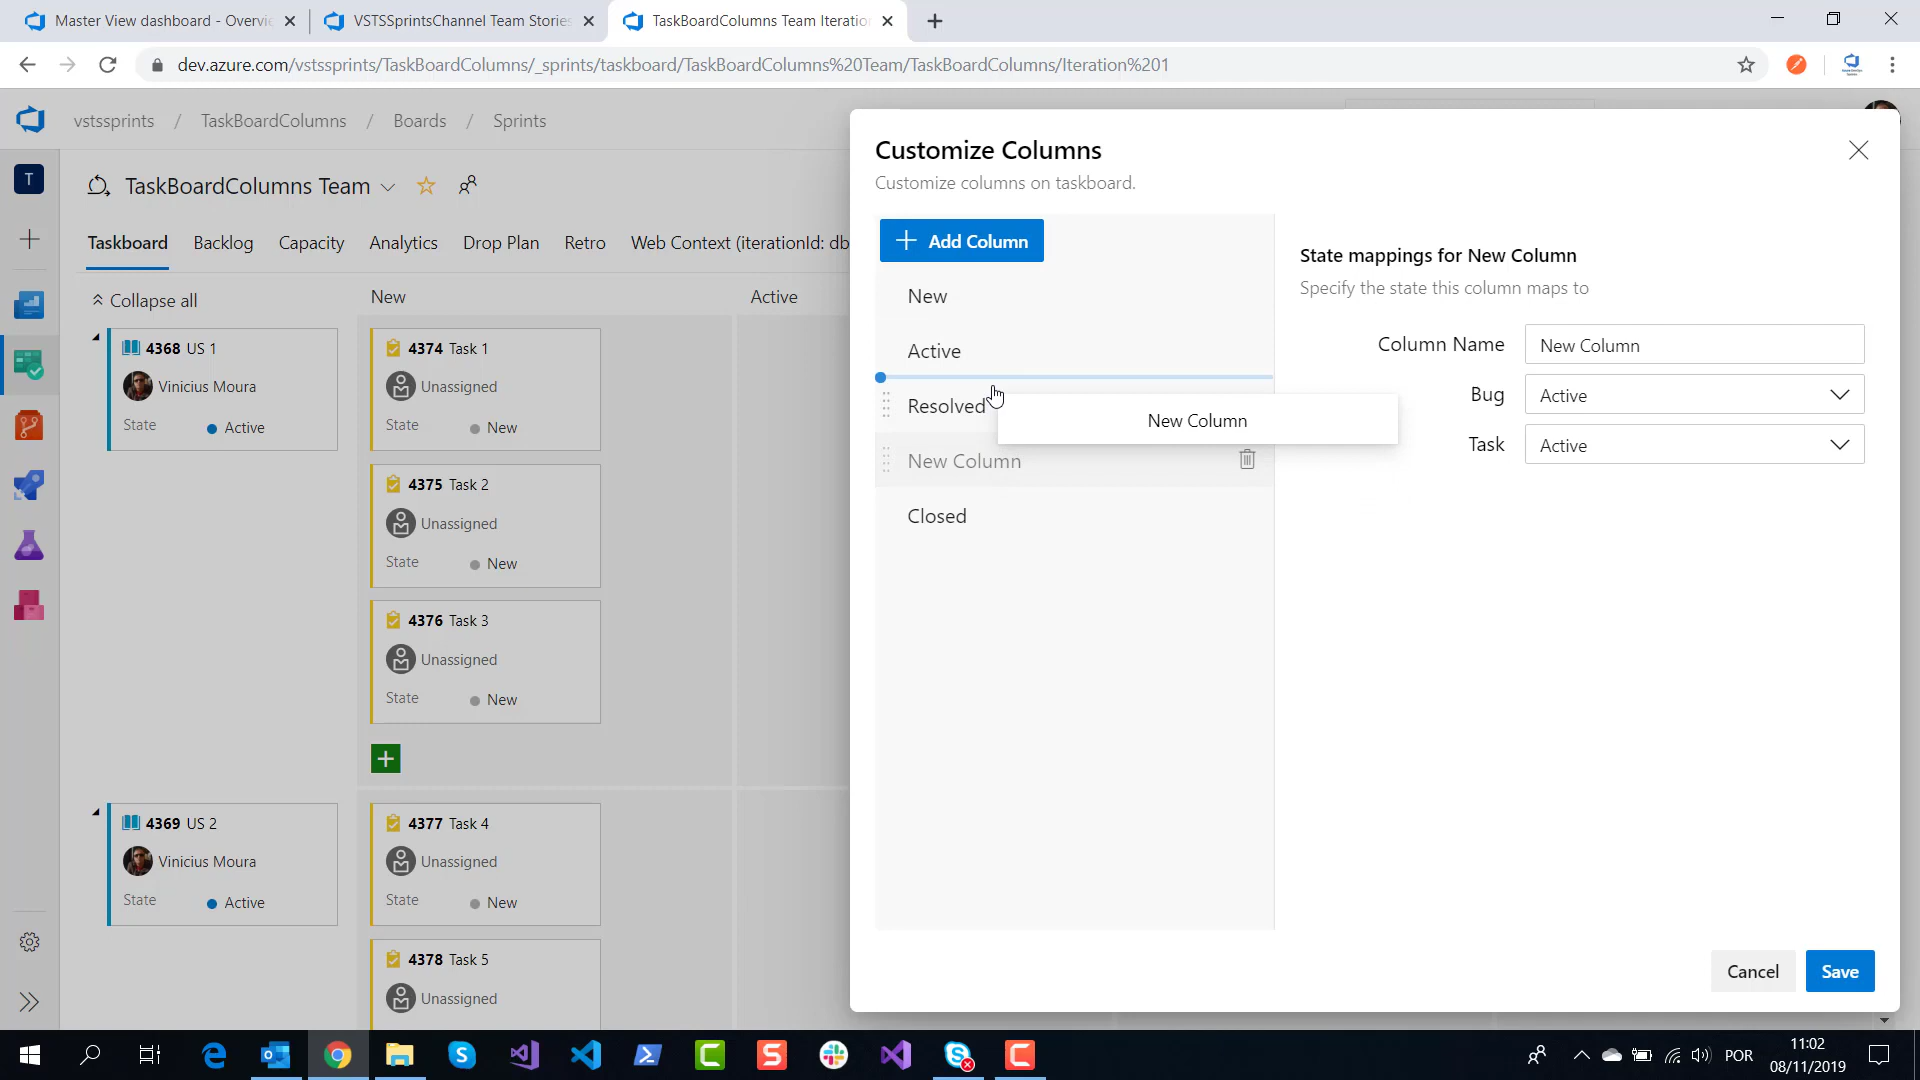 Master View dashboard - Overvi
VSTSSprintsChannel Team Stories
TaskBoardColumns Team Iteratio
dev.azure.com/vstssprints/TaskBoardColumns/_sprints/taskboard/TaskBoardColumns%20Team/TaskBoardColumns/Iteration%201
vstssprints / TaskBoardColumns / Boards / Sprints
T
TaskBoardColumns Team
Taskboard
Backlog
Capacity
Analytics
Drop Plan
Retro
Web Context (iterationId: db
Collapse all
New
Active
4368 US 1
Vinicius Moura
State
Active
4374 Task 1
Unassigned
State
New
4375 Task 2
Unassigned
State
New
4376 Task 3
Unassigned
State
New
4369 US 2
Vinicius Moura
State
Active
4377 Task 4
Unassigned
State
New
4378 Task 5
Unassigned
Customize Columns
Customize columns on taskboard.
Add Column
New
Active
Resolved
New Column
New Column
Closed
State mappings for New Column
Specify the state this column maps to
Column Name
New Column
Bug
Active
Task
Active
Cancel
Save
POR
11:02
08/11/2019